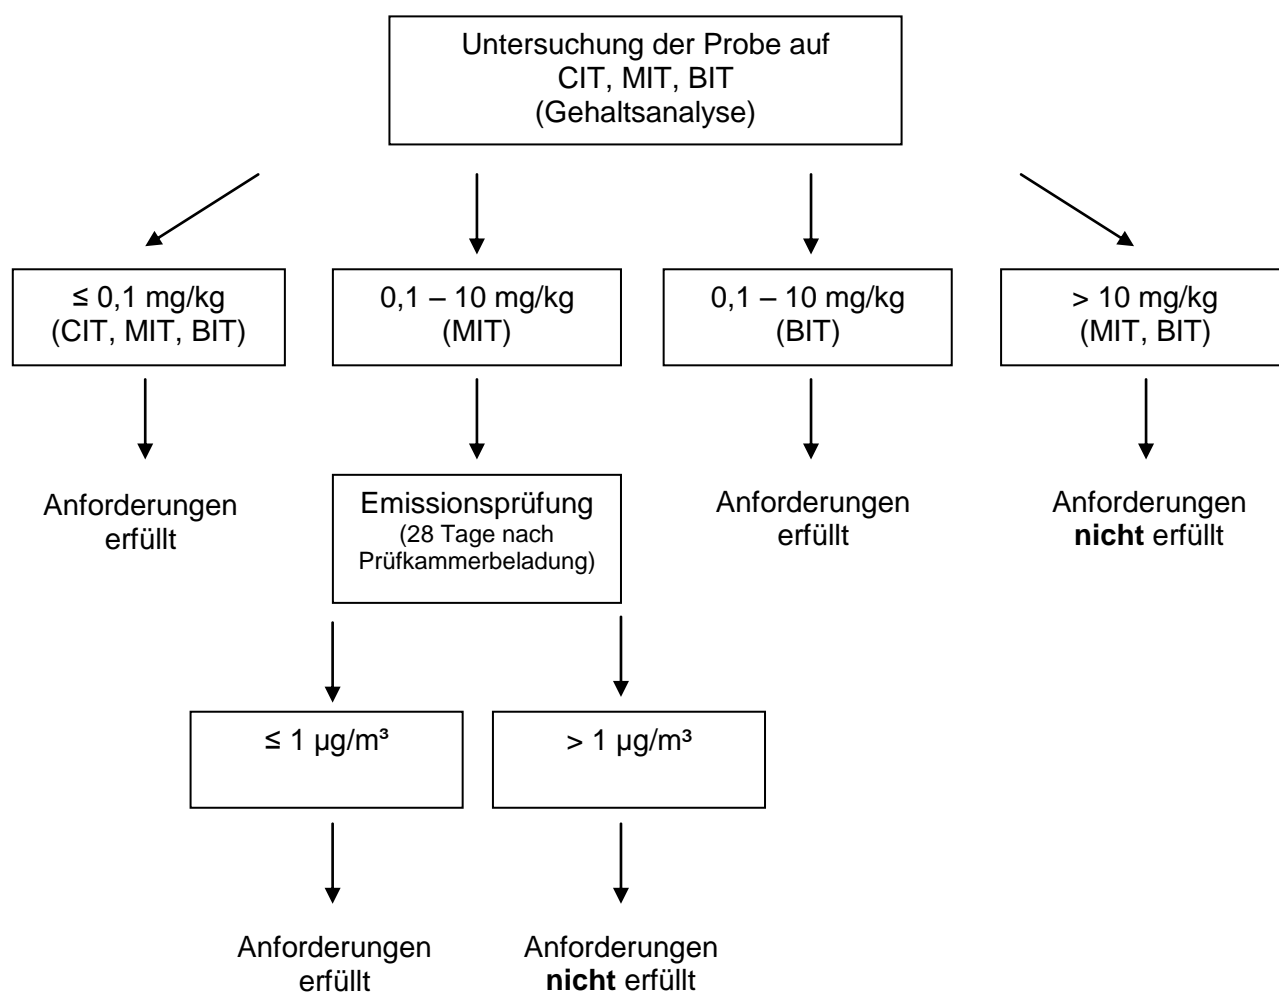 Untersuchung der Probe auf
CIT, MIT, BIT
(Gehaltsanalyse)
≤ 0,1 mg/kg
(CIT, MIT, BIT)
0,1 – 10 mg/kg
(MIT)
0,1 – 10 mg/kg
(BIT)
> 10 mg/kg
(MIT, BIT)
Anforderungen
erfüllt
Emissionsprüfung
(28 Tage nach
Prüfkammerbeladung)
Anforderungen
erfüllt
Anforderungen
nicht erfüllt
≤ 1 µg/m³
> 1 µg/m³
Anforderungen
erfüllt
Anforderungen
nicht erfüllt